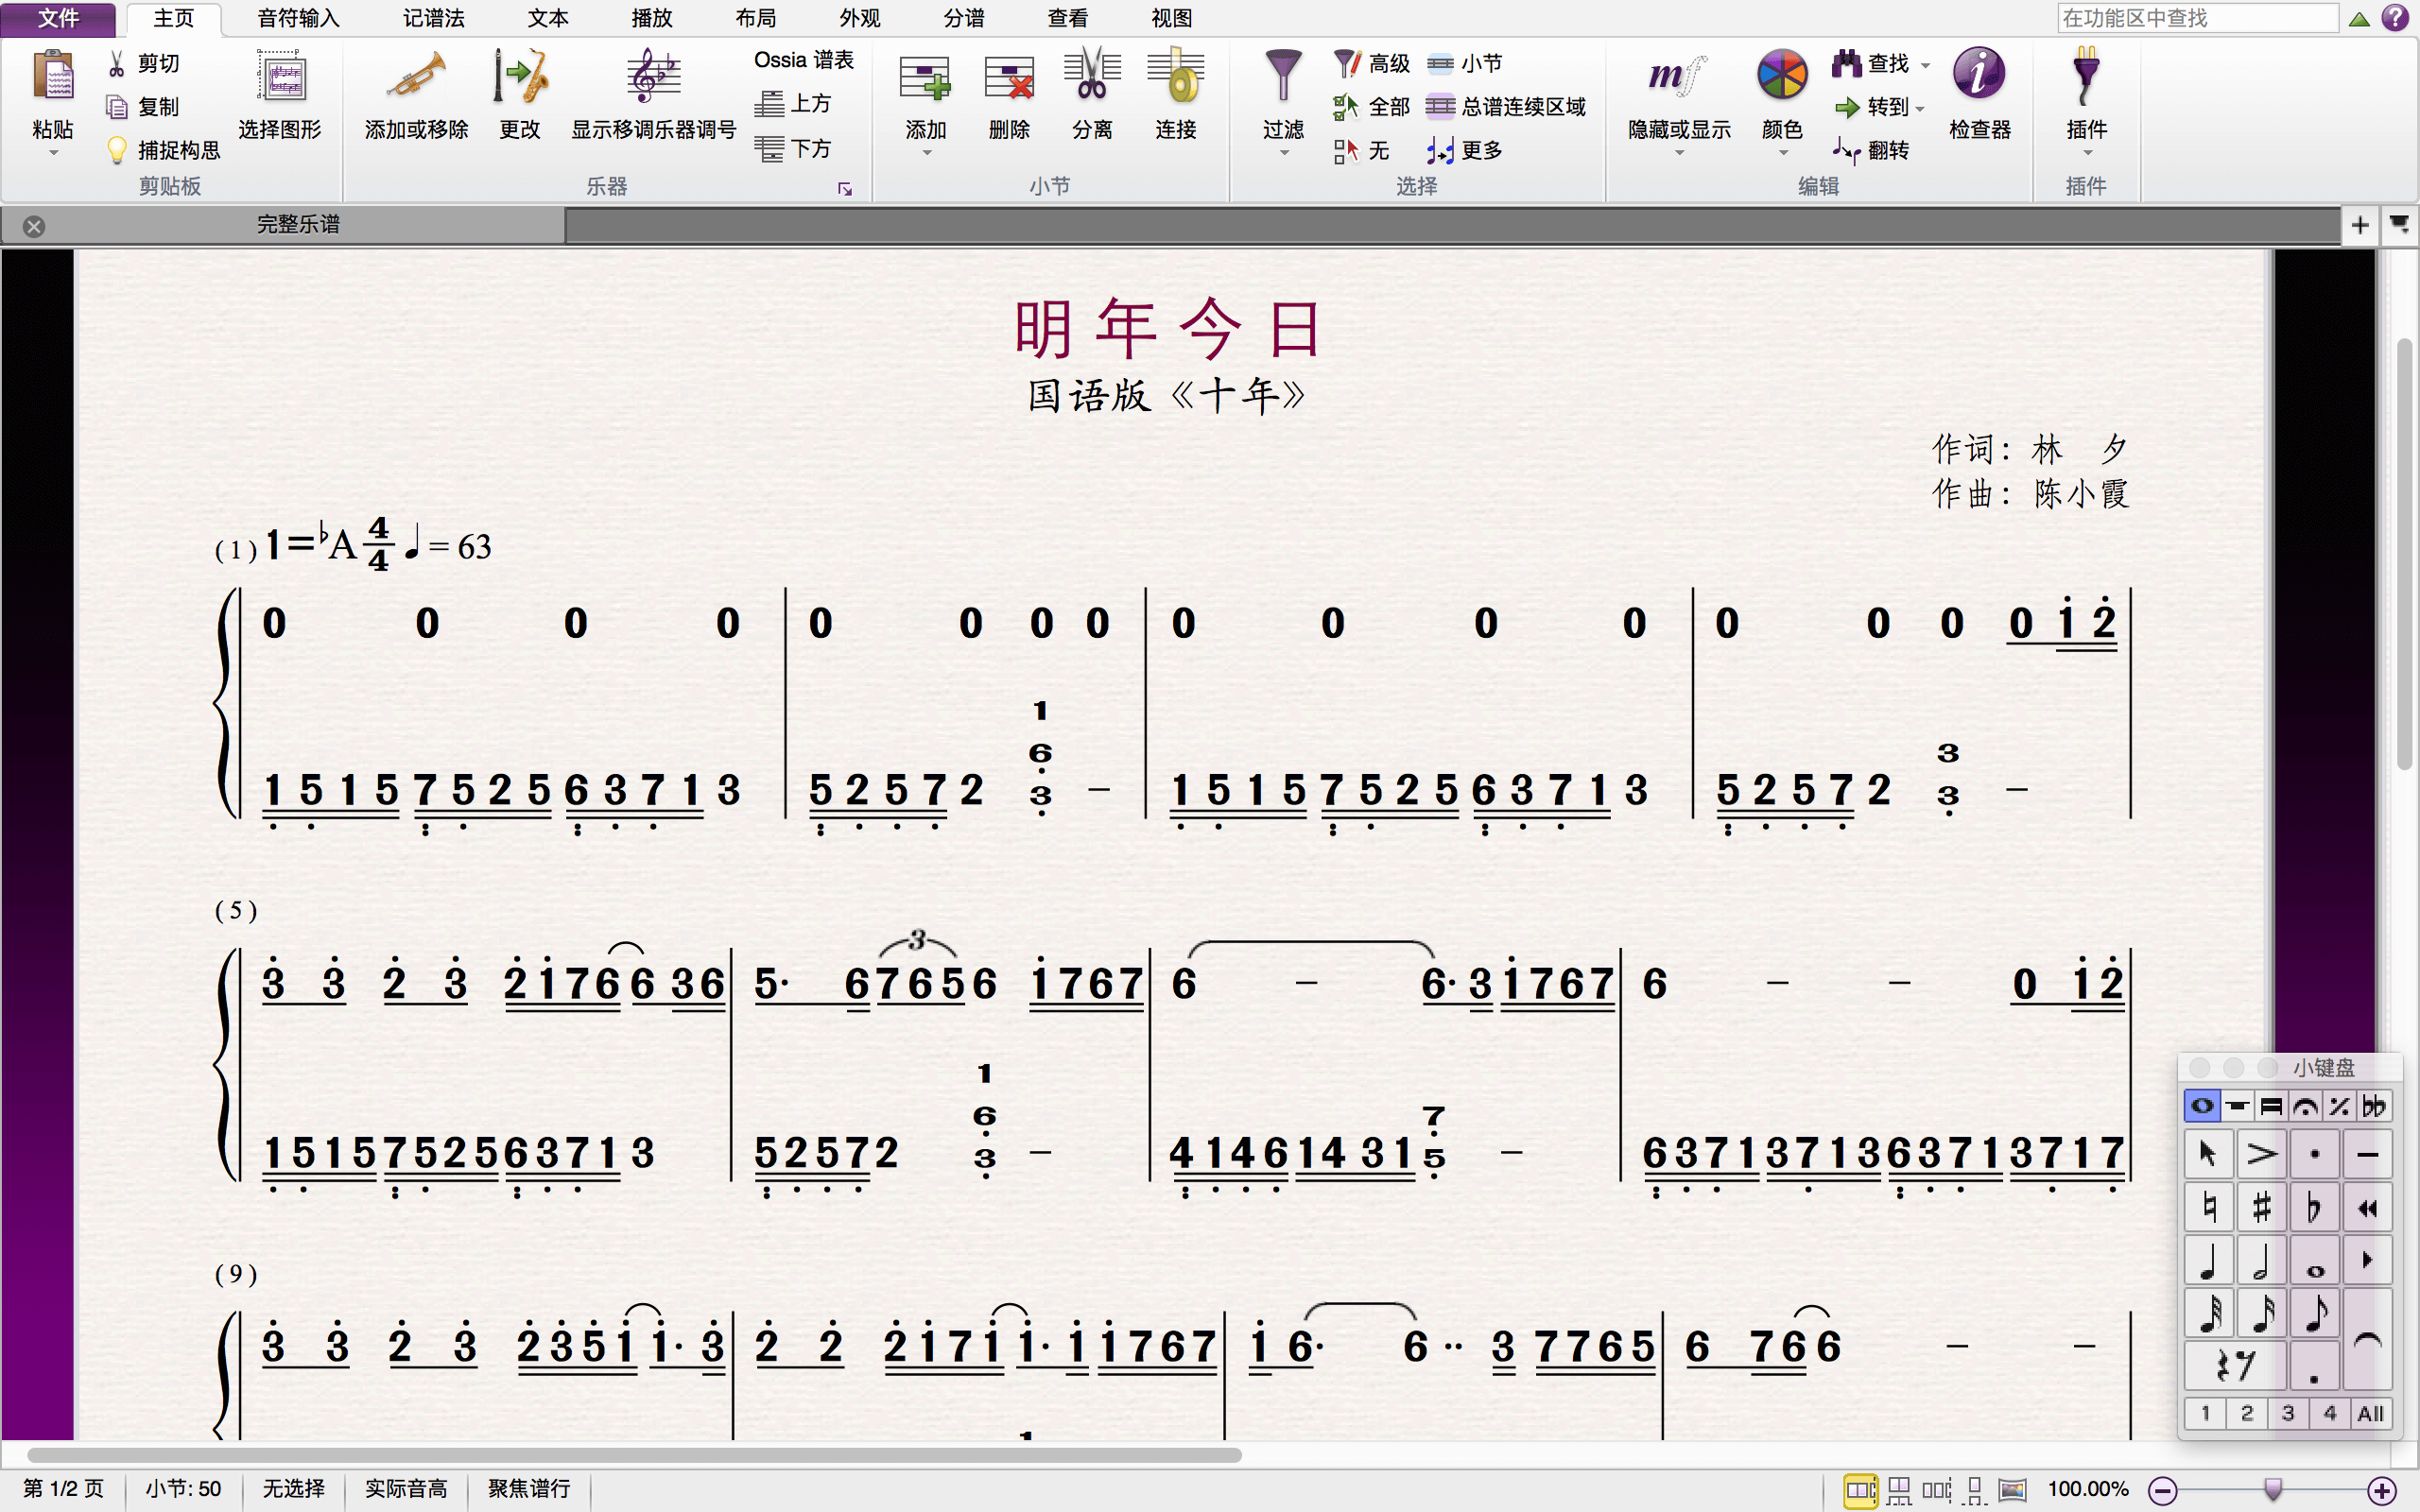 文件 主页 音符输入 记谱法 文本 播放 布局 外观 分谱 查看 视图 在功能区中查找
粘贴 剪切 复制 捕捉构思 选择图形 剪贴板
添加或移除 更改 显示移调乐器调号 Ossia 谱表 上方 下方 乐器
添加 删除 分离 连接 小节
过滤 高级 全部 无 小节 总谱连续区域 更多 选择
隐藏或显示 颜色 查找 转到 翻转 检查器 编辑
插件 插件
完整乐谱
明年今日
国语版《十年》
作词：林 夕
作曲：陈小霞
(1) 1=♭A 4/4 ♩= 63
0 0 0 0 | 0 0 0 0 | 0 0 0 0 | 0 0 0 0 1 2
1 6 3
3 3
1 5 1 5 7 5 2 5 6 3 7 1 3 | 5 2 5 7 2 – | 1 5 1 5 7 5 2 5 6 3 7 1 3 | 5 2 5 7 2 –
(5)
3 3 2 3 2 1 7 6 6 3 6 | 5· 6 7 6 5 6 1 7 6 7 | 6 – 6· 3 1 7 6 7 | 6 – – 0 1 2
3
1 6 3
7 5
1 5 1 5 7 5 2 5 6 3 7 1 3 | 5 2 5 7 2 – | 4 1 4 6 1 4 3 1 – | 6 3 7 1 3 7 1 3 6 3 7 1 3 7 1 7
(9)
3 3 2 3 2 3 5 1 1· 3 | 2 2 2 1 7 1 1· 1 1 7 6 7 | 1 6· 6·· 3 7 7 6 5 | 6 7 6 6 – –
1
小键盘
1 2 3 4 All
第 1/2 页 小节: 50 无选择 实际音高 聚焦谱行 100.00%